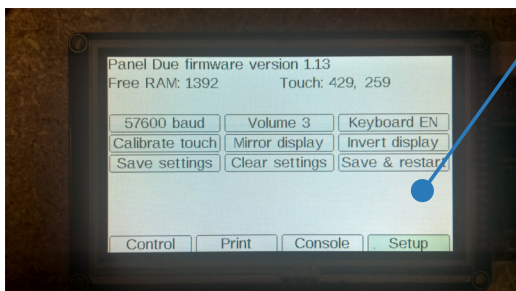 Panel Due firmware version 1.13
Free RAM: 1392 Touch: 429, 259
57600 baud Volume 3 Keyboard EN
Calibrate touch Mirror display Invert display
Save settings Clear settings Save & restart
Control Print Console Setup